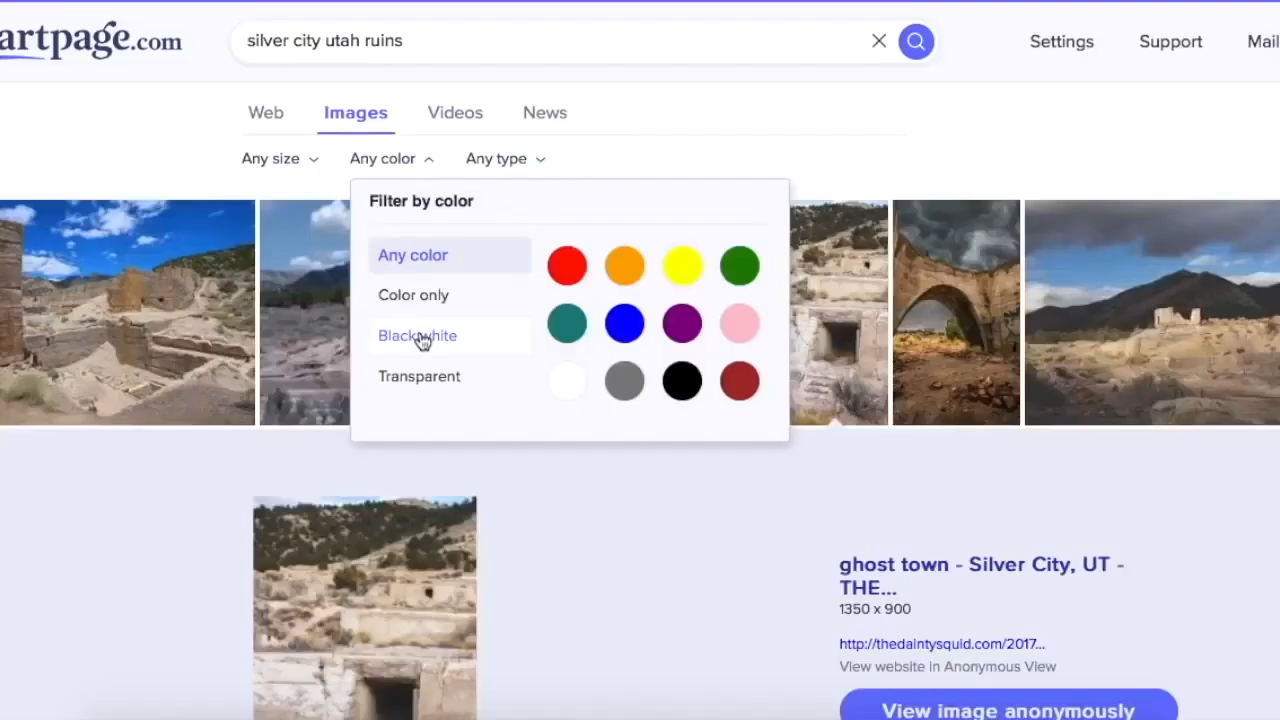 artpage.com
silver city utah ruins
Settings
Support
Mail
Web
Images
Videos
News
Any size
Any color
Any type
Filter by color
Any color
Color only
Black white
Transparent
ghost town - Silver City, UT -
THE...
1350 x 900
http://thedaintysquid.com/2017...
View website in Anonymous View
View image anonymously